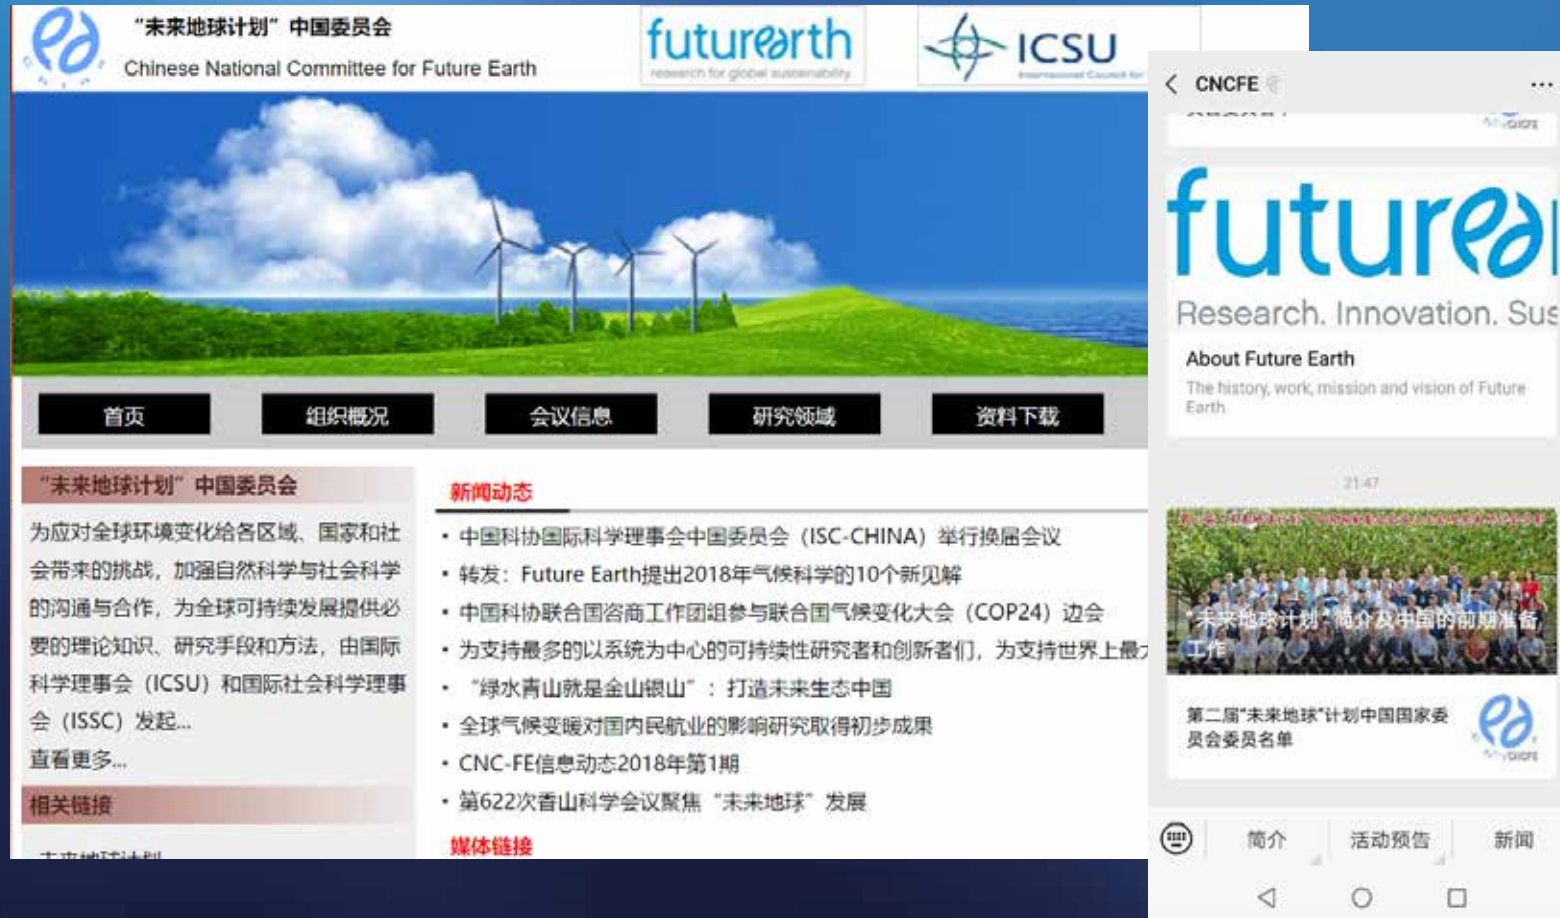 “未来地球计划”中国委员会
Chinese National Committee for Future Earth
futurearth
research for global sustainability
ICSU
International Council for
首页
组织概况
会议信息
研究领域
资料下载
“未来地球计划”中国委员会
为应对全球环境变化给各区域、国家和社
会带来的挑战，加强自然科学与社会科学
的沟通与合作，为全球可持续发展提供必
要的理论知识、研究手段和方法，由国际
科学理事会（ICSU）和国际社会科学理事
会（ISSC）发起...
查看更多...
相关链接
未来地球计划
新闻动态
• 中国科协国际科学理事会中国委员会（ISC-CHINA）举行换届会议
• 转发：Future Earth提出2018年气候科学的10个新见解
• 中国科协联合国咨商工作团组参与联合国气候变化大会（COP24）边会
• 为支持最多的以系统为中心的可持续性研究者和创新者们，为支持世界上最
• “绿水青山就是金山银山”：打造未来生态中国
• 全球气候变暖对国内民航业的影响研究取得初步成果
• CNC-FE信息动态2018年第1期
• 第622次香山科学会议聚焦“未来地球”发展
媒体链接
CNCFE
futurear
Research. Innovation. Sus
About Future Earth
The history, work, mission and vision of Future
Earth.
21:47
“未来地球计划”简介及中国的前期准备
工作
第二届“未来地球”计划中国国家委
员会委员名单
简介
活动预告
新闻